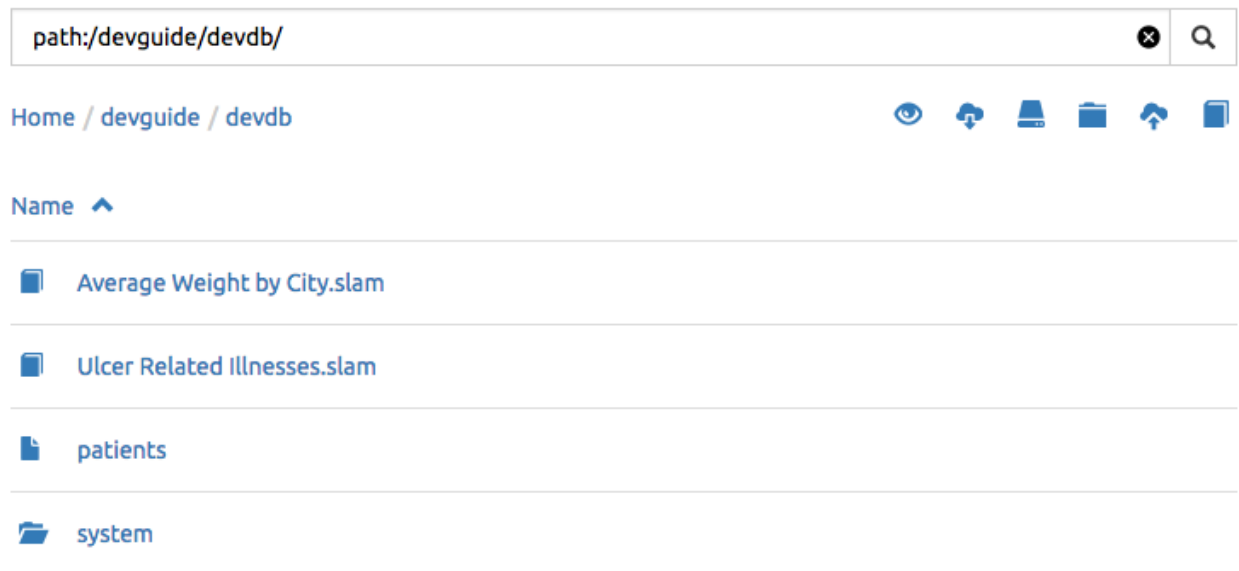 path:/devguide/devdb/
Home / devguide / devdb
Name
Average Weight by City.slam
Ulcer Related Illnesses.slam
patients
system